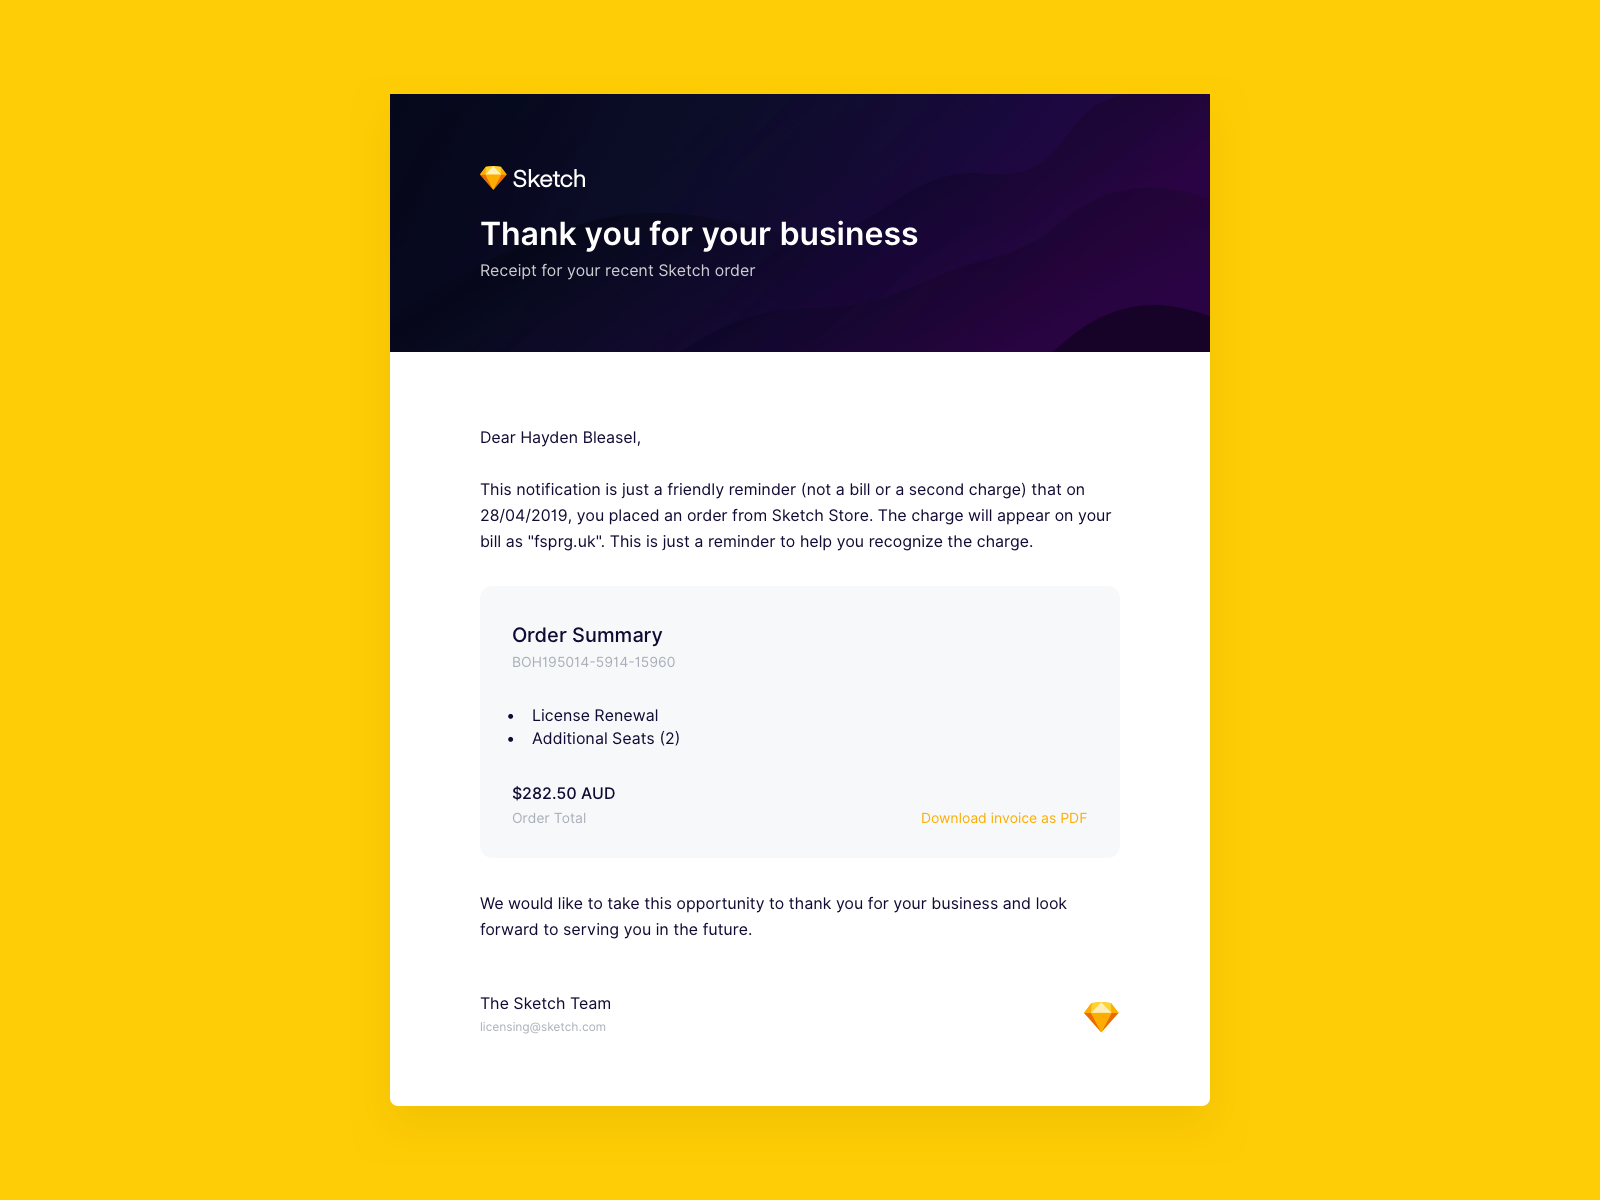 Sketch
Thank you for your business
Receipt for your recent Sketch order
Dear Hayden Bleasel,
This notification is just a friendly reminder (not a bill or a second charge) that on
28/04/2019, you placed an order from Sketch Store. The charge will appear on your
bill as "fsprg.uk". This is just a reminder to help you recognize the charge.
Order Summary
BOH195014-5914-15960
• License Renewal
• Additional Seats (2)
$282.50 AUD
Order Total
Download invoice as PDF
We would like to take this opportunity to thank you for your business and look
forward to serving you in the future.
The Sketch Team
licensing@sketch.com